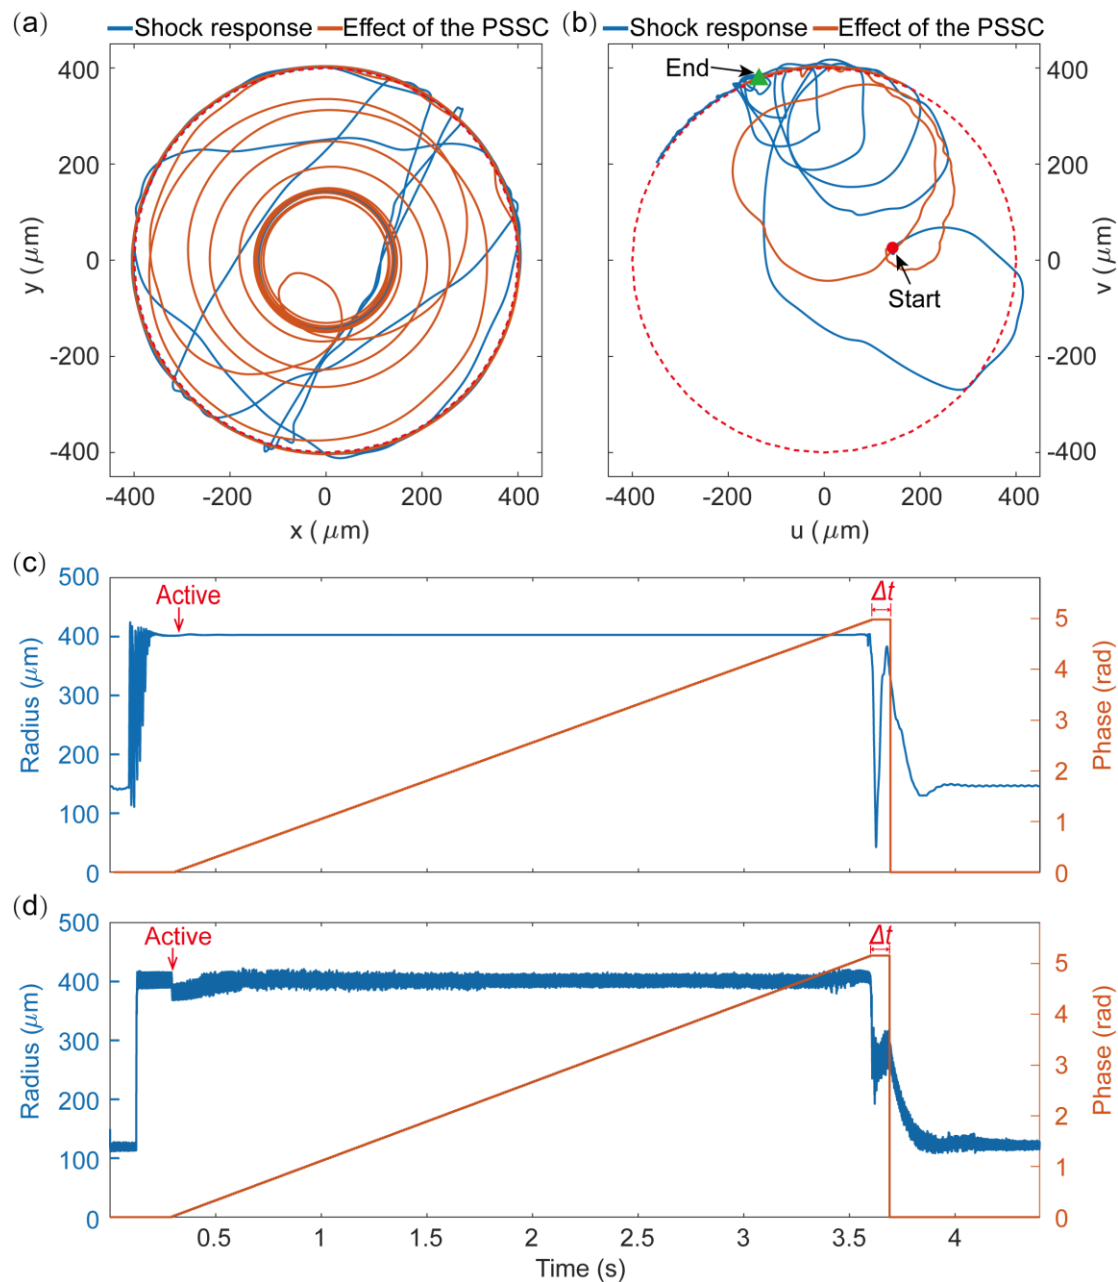 (a) Shock response Effect of the PSSC
400
200
0
-200
-400
y (μm)
-400 -200 0 200 400
x (μm)
(b) Shock response Effect of the PSSC
End
Start
400
200
0
-200
-400
v (μm)
-400 -200 0 200 400
u (μm)
(c)
500
400
300
200
100
0
Radius (μm)
Active
Δt
5
4
3
2
1
0
Phase (rad)
(d)
500
400
300
200
100
0
Radius (μm)
Active
Δt
5
4
3
2
1
0
Phase (rad)
0.5 1 1.5 2 2.5 3 3.5 4
Time (s)